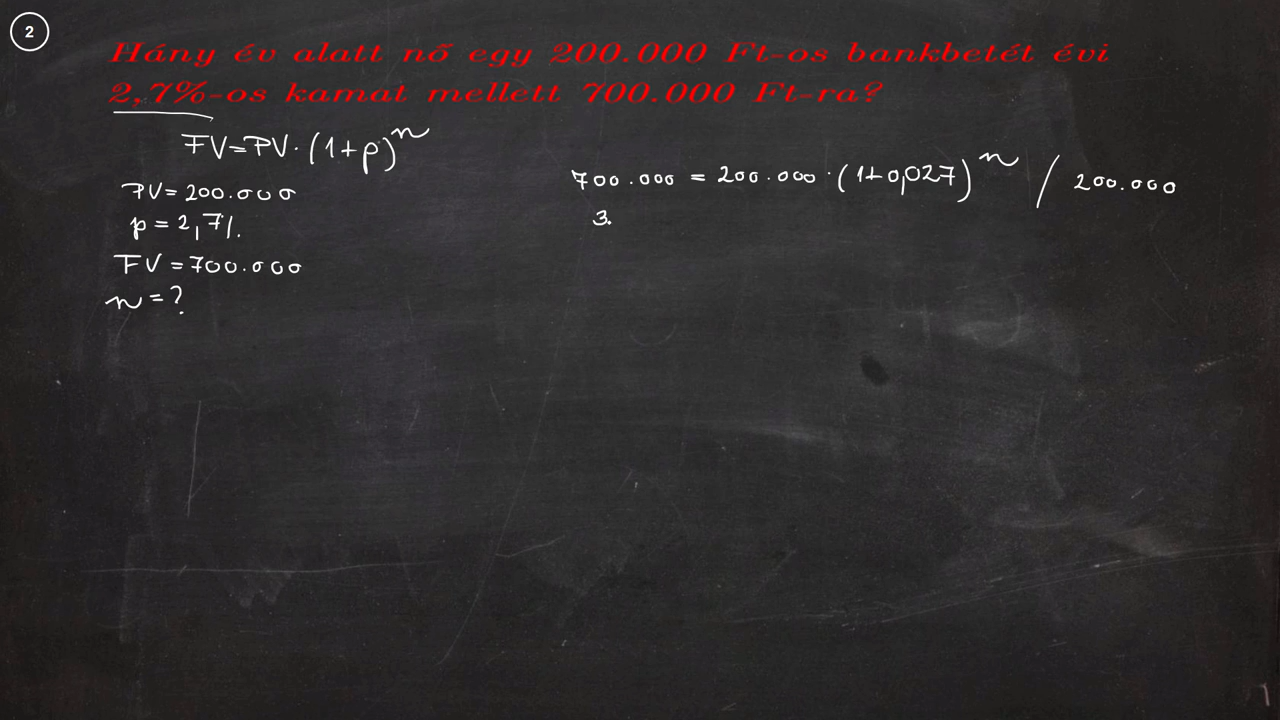 2
Hány év alatt nő egy 200.000 Ft-os bankbetét évi
2,7%-os kamat mellett 700.000 Ft-ra?
FV=PV·(1+p)^n
PV=200.000
p=2,7%.
FV=700.000
n=?
700.000 = 200.000·(1+0,027)^n / 200.000
3.